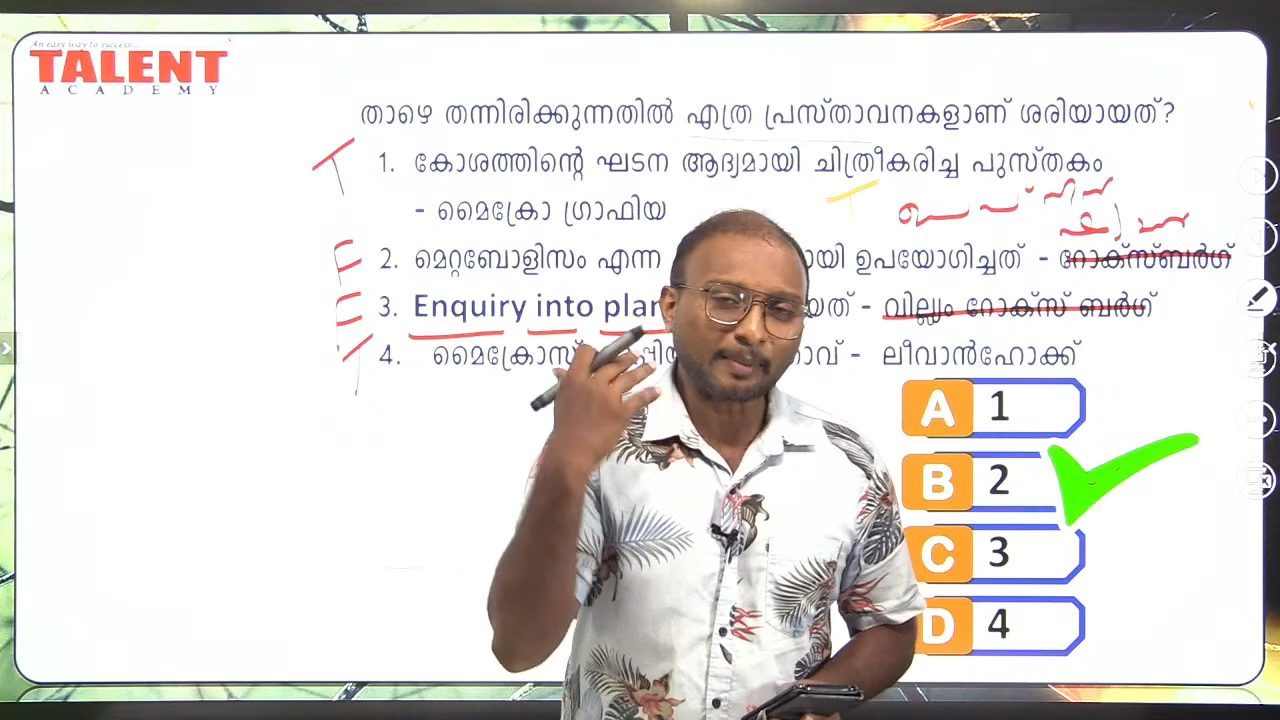 An easy way to success...
TALENT
ACADEMY
താഴെ തന്നിരിക്കുന്നതിൽ എത്ര പ്രസ്താവനകളാണ് ശരിയായത്?
T 1. കോശത്തിന്റെ ഘടന ആദ്യമായി ചിത്രീകരിച്ച പുസ്തകം
- മൈക്രോ ഗ്രാഫിയ T
F 2. മെറ്റബോളിസം എന്ന യി ഉപയോഗിച്ചത് - റോക്സ്ബർഗ്
3. Enquiry into plan യത് - വില്ല്യം റോക്സ് ബർഗ്
T 4. മൈക്രോസ് വ് - ലീവാൻഹോക്ക്
A 1
B 2
C 3
D 4